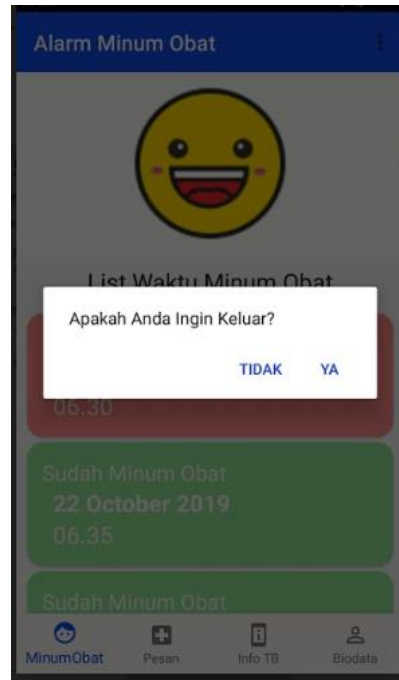 Alarm Minum Obat
List Waktu Minum Obat
Apakah Anda Ingin Keluar?
TIDAK YA
06.30
Sudah Minum Obat
22 October 2019
06.35
Sudah Minum Obat
MinumObat Pesan Info TB Biodata